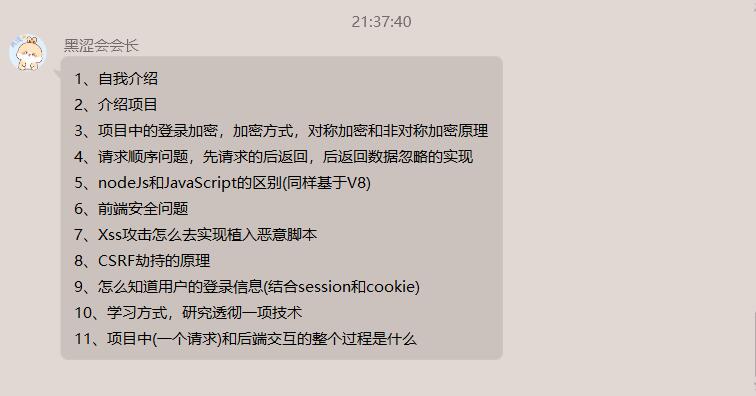 21:37:40
黑涩会会长
1、自我介绍
2、介绍项目
3、项目中的登录加密，加密方式，对称加密和非对称加密原理
4、请求顺序问题，先请求的后返回，后返回数据忽略的实现
5、nodeJs和JavaScript的区别(同样基于V8)
6、前端安全问题
7、Xss攻击怎么去实现植入恶意脚本
8、CSRF劫持的原理
9、怎么知道用户的登录信息(结合session和cookie)
10、学习方式，研究透彻一项技术
11、项目中(一个请求)和后端交互的整个过程是什么